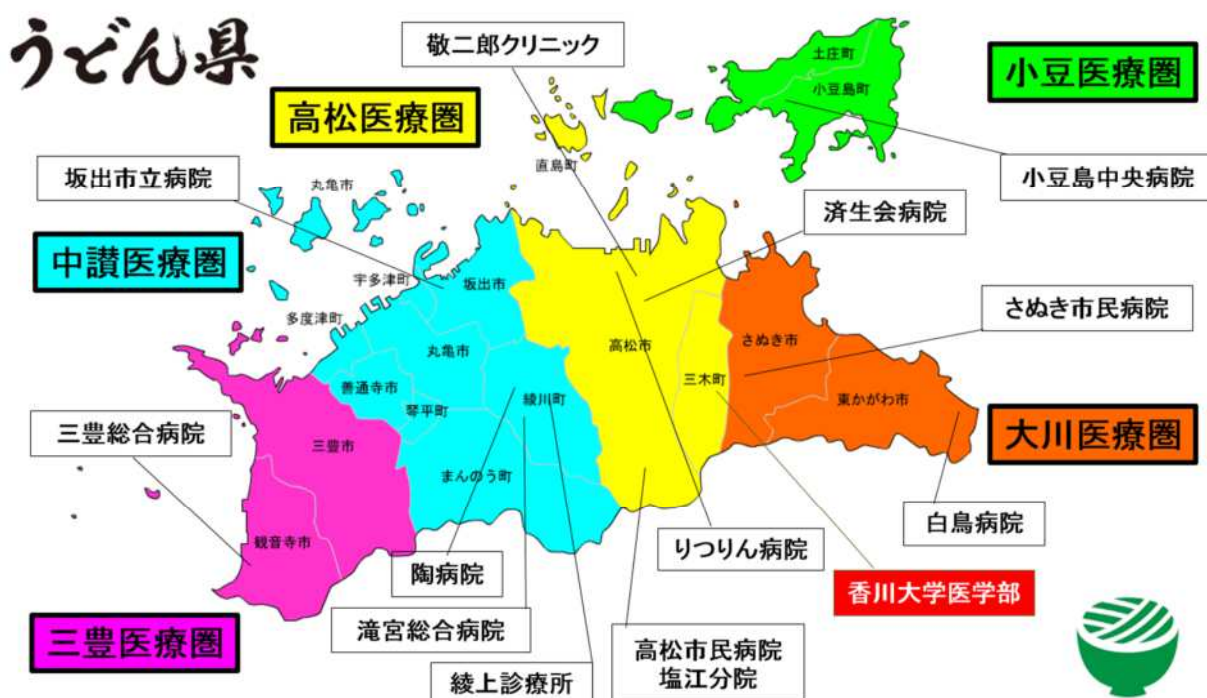 うどん県
敬二郎クリニック
土庄町
小豆島町
小豆医療圏
高松医療圏
直島町
坂出市立病院
丸亀市
小豆島中央病院
済生会病院
中讃医療圏
宇多津町
坂出市
多度津町
さぬき市民病院
さぬき市
丸亀市
高松市
三木町
善通寺市
綾川町
東かがわ市
琴平町
三豊総合病院
三豊市
大川医療圏
まんのう町
白鳥病院
観音寺市
りつりん病院
陶病院
香川大学医学部
滝宮総合病院
三豊医療圏
高松市民病院
塩江分院
綾上診療所